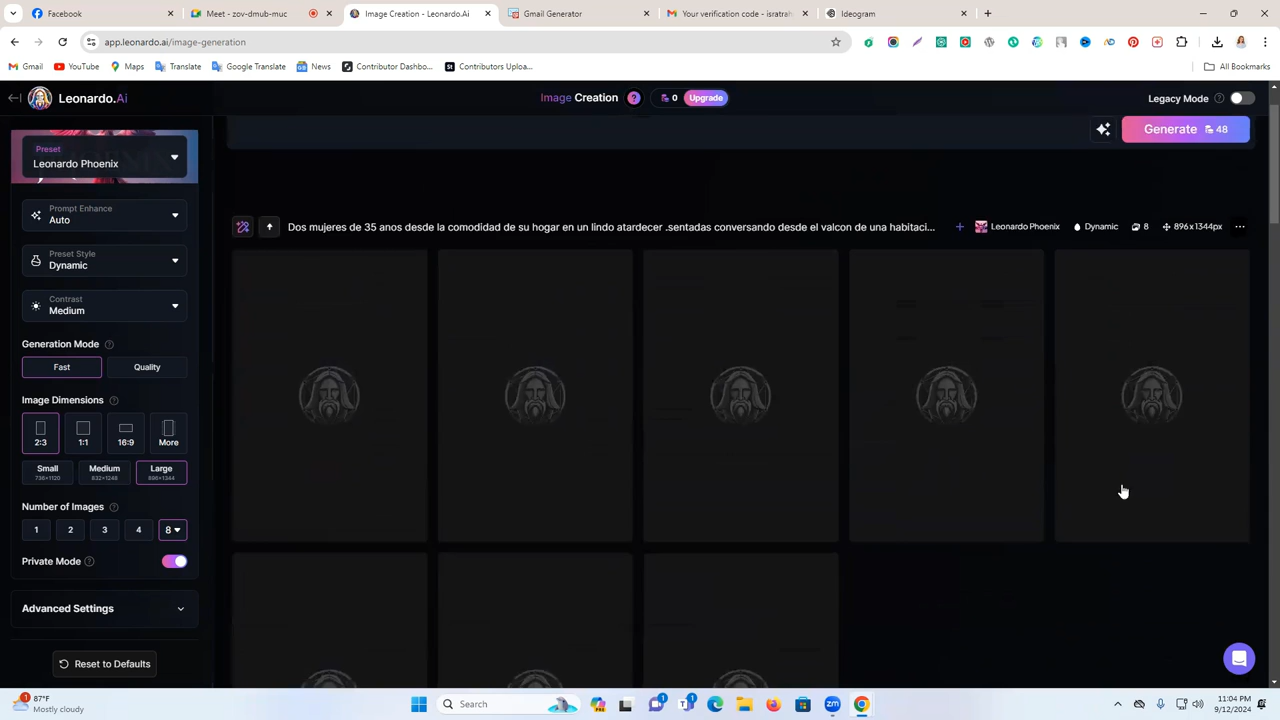 Facebook
Meet - zov-dmub-muc
Image Creation - Leonardo.Ai
Gmail Generator
Your verification code - isratrah
Ideogram
app.leonardo.ai/image-generation
Gmail
YouTube
Maps
Translate
Google Translate
News
Contributor Dashbo...
Contributors Uploa...
All Bookmarks
Leonardo.Ai
Image Creation ?
0
Upgrade
Legacy Mode
Generate 48
Preset
Leonardo Phoenix
Prompt Enhance
Auto
Preset Style
Dynamic
Contrast
Medium
Generation Mode
Fast
Quality
Image Dimensions
2:3
1:1
16:9
More
Small
736x1120
Medium
832x1248
Large
896x1344
Number of Images
1
2
3
4
8
Private Mode
Advanced Settings
Reset to Defaults
Dos mujeres de 35 anos desde la comodidad de su hogar en un lindo atardecer .sentadas conversando desde el valcon de una habitaci...
Leonardo Phoenix
Dynamic
8
896x1344px
87°F
Mostly cloudy
Search
11:04 PM
9/12/2024